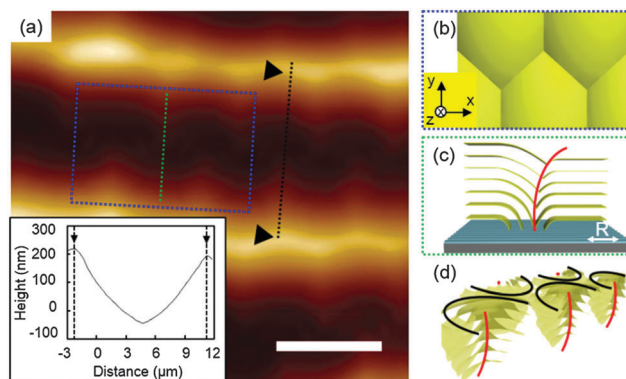 (a)
(b)
y
x
z
(c)
R
(d)
Height (nm)
300
200
100
0
-100
-3 0 3 6 9 12
Distance (μm)